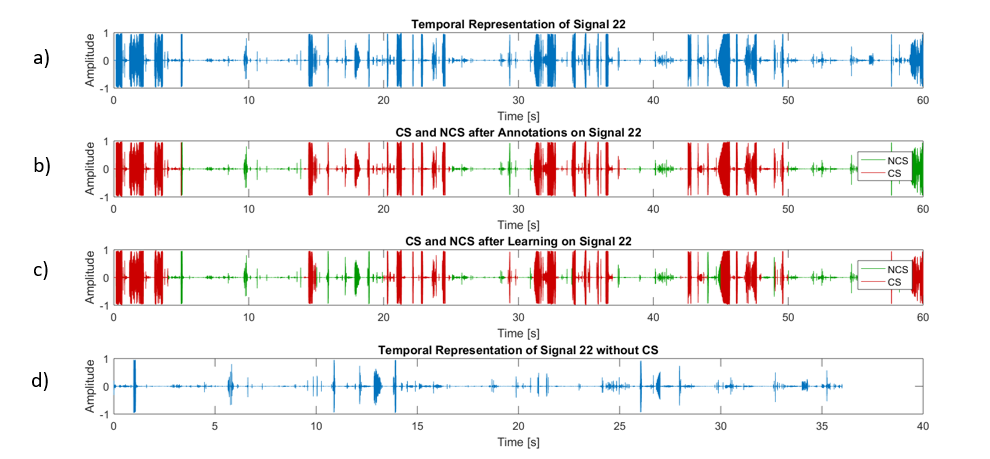 Temporal Representation of Signal 22
a)
Amplitude
1
0
-1
0 10 20 30 40 50 60
Time [s]
CS and NCS after Annotations on Signal 22
b)
Amplitude
1
0
-1
NCS
CS
0 10 20 30 40 50 60
Time [s]
CS and NCS after Learning on Signal 22
c)
Amplitude
1
0
-1
NCS
CS
0 10 20 30 40 50 60
Time [s]
Temporal Representation of Signal 22 without CS
d)
Amplitude
1
0
-1
0 5 10 15 20 25 30 35 40
Time [s]